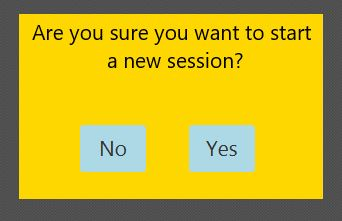 Are you sure you want to start
a new session?
No Yes